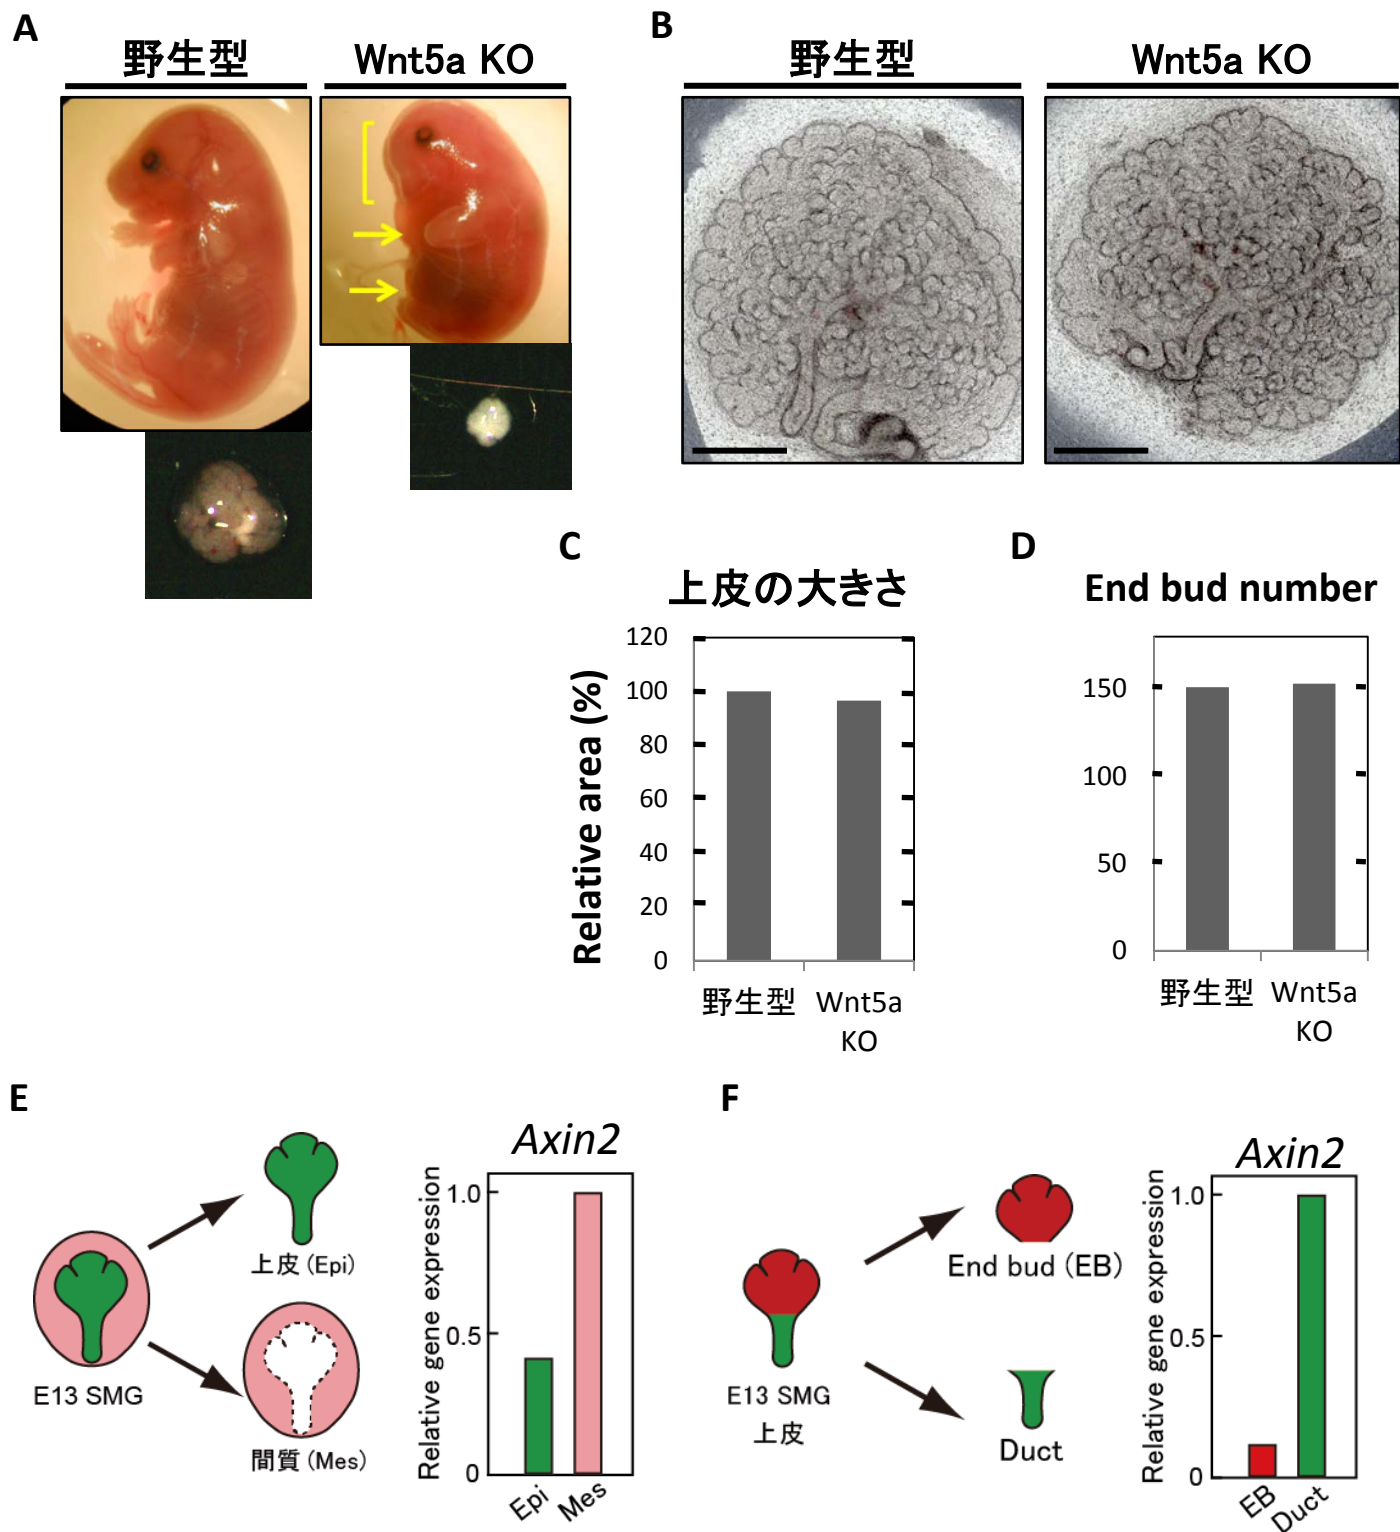 A
野生型
Wnt5a KO
B
野生型
Wnt5a KO
C
上皮の大きさ
Relative area (%)
120
100
80
60
40
20
0
野生型
Wnt5a
KO
D
End bud number
150
100
50
0
野生型
Wnt5a
KO
E
E13 SMG
上皮 (Epi)
間質 (Mes)
Axin2
Relative gene expression
1.0
0.5
0
Epi
Mes
F
E13 SMG
上皮
End bud (EB)
Duct
Axin2
Relative gene expression
1.0
0.5
0
EB
Duct